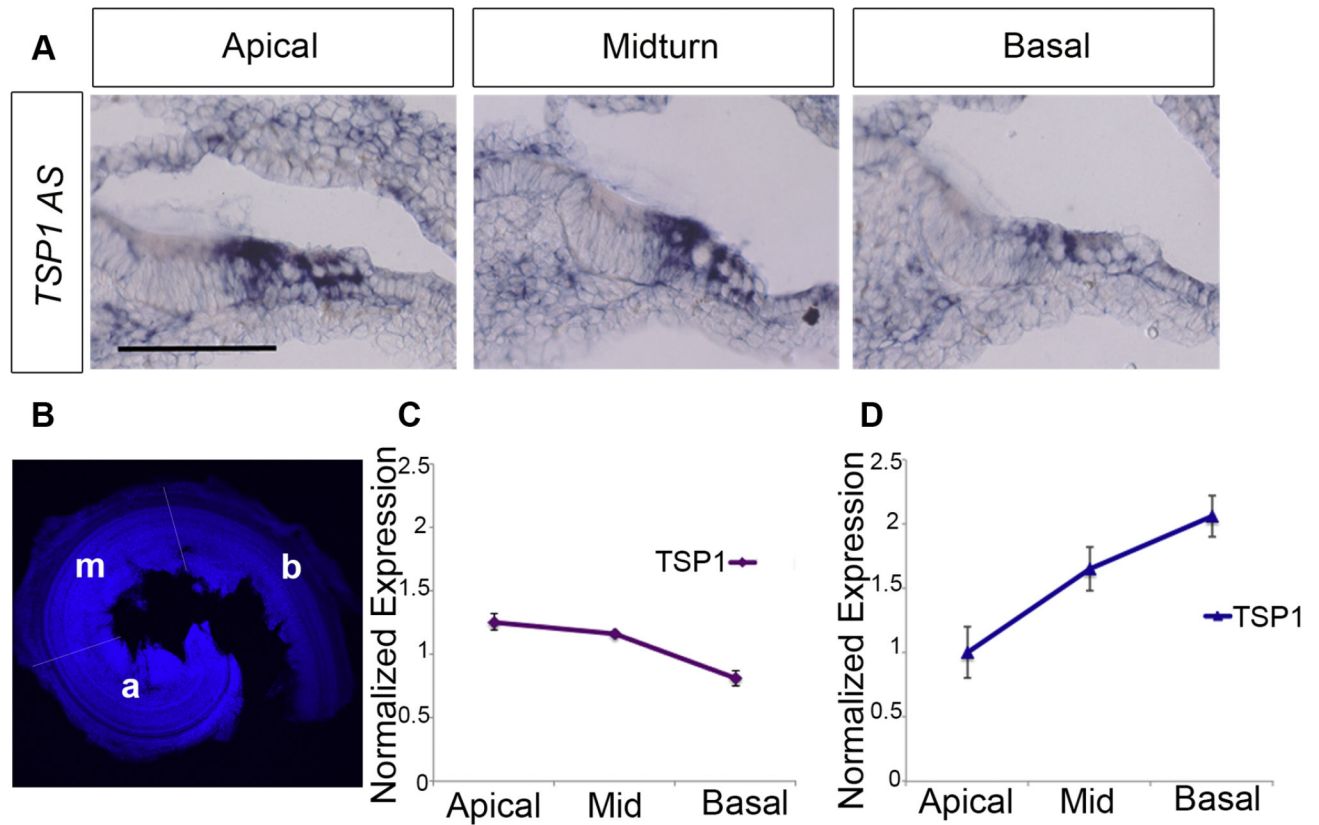 A
Apical
Midturn
Basal
TSP1 AS
B
m
b
a
C
Normalized Expression
2.5
2
1.5
1
0.5
0
TSP1
Apical
Mid
Basal
D
Normalized Expression
2.5
2
1.5
1
0.5
0
TSP1
Apical
Mid
Basal